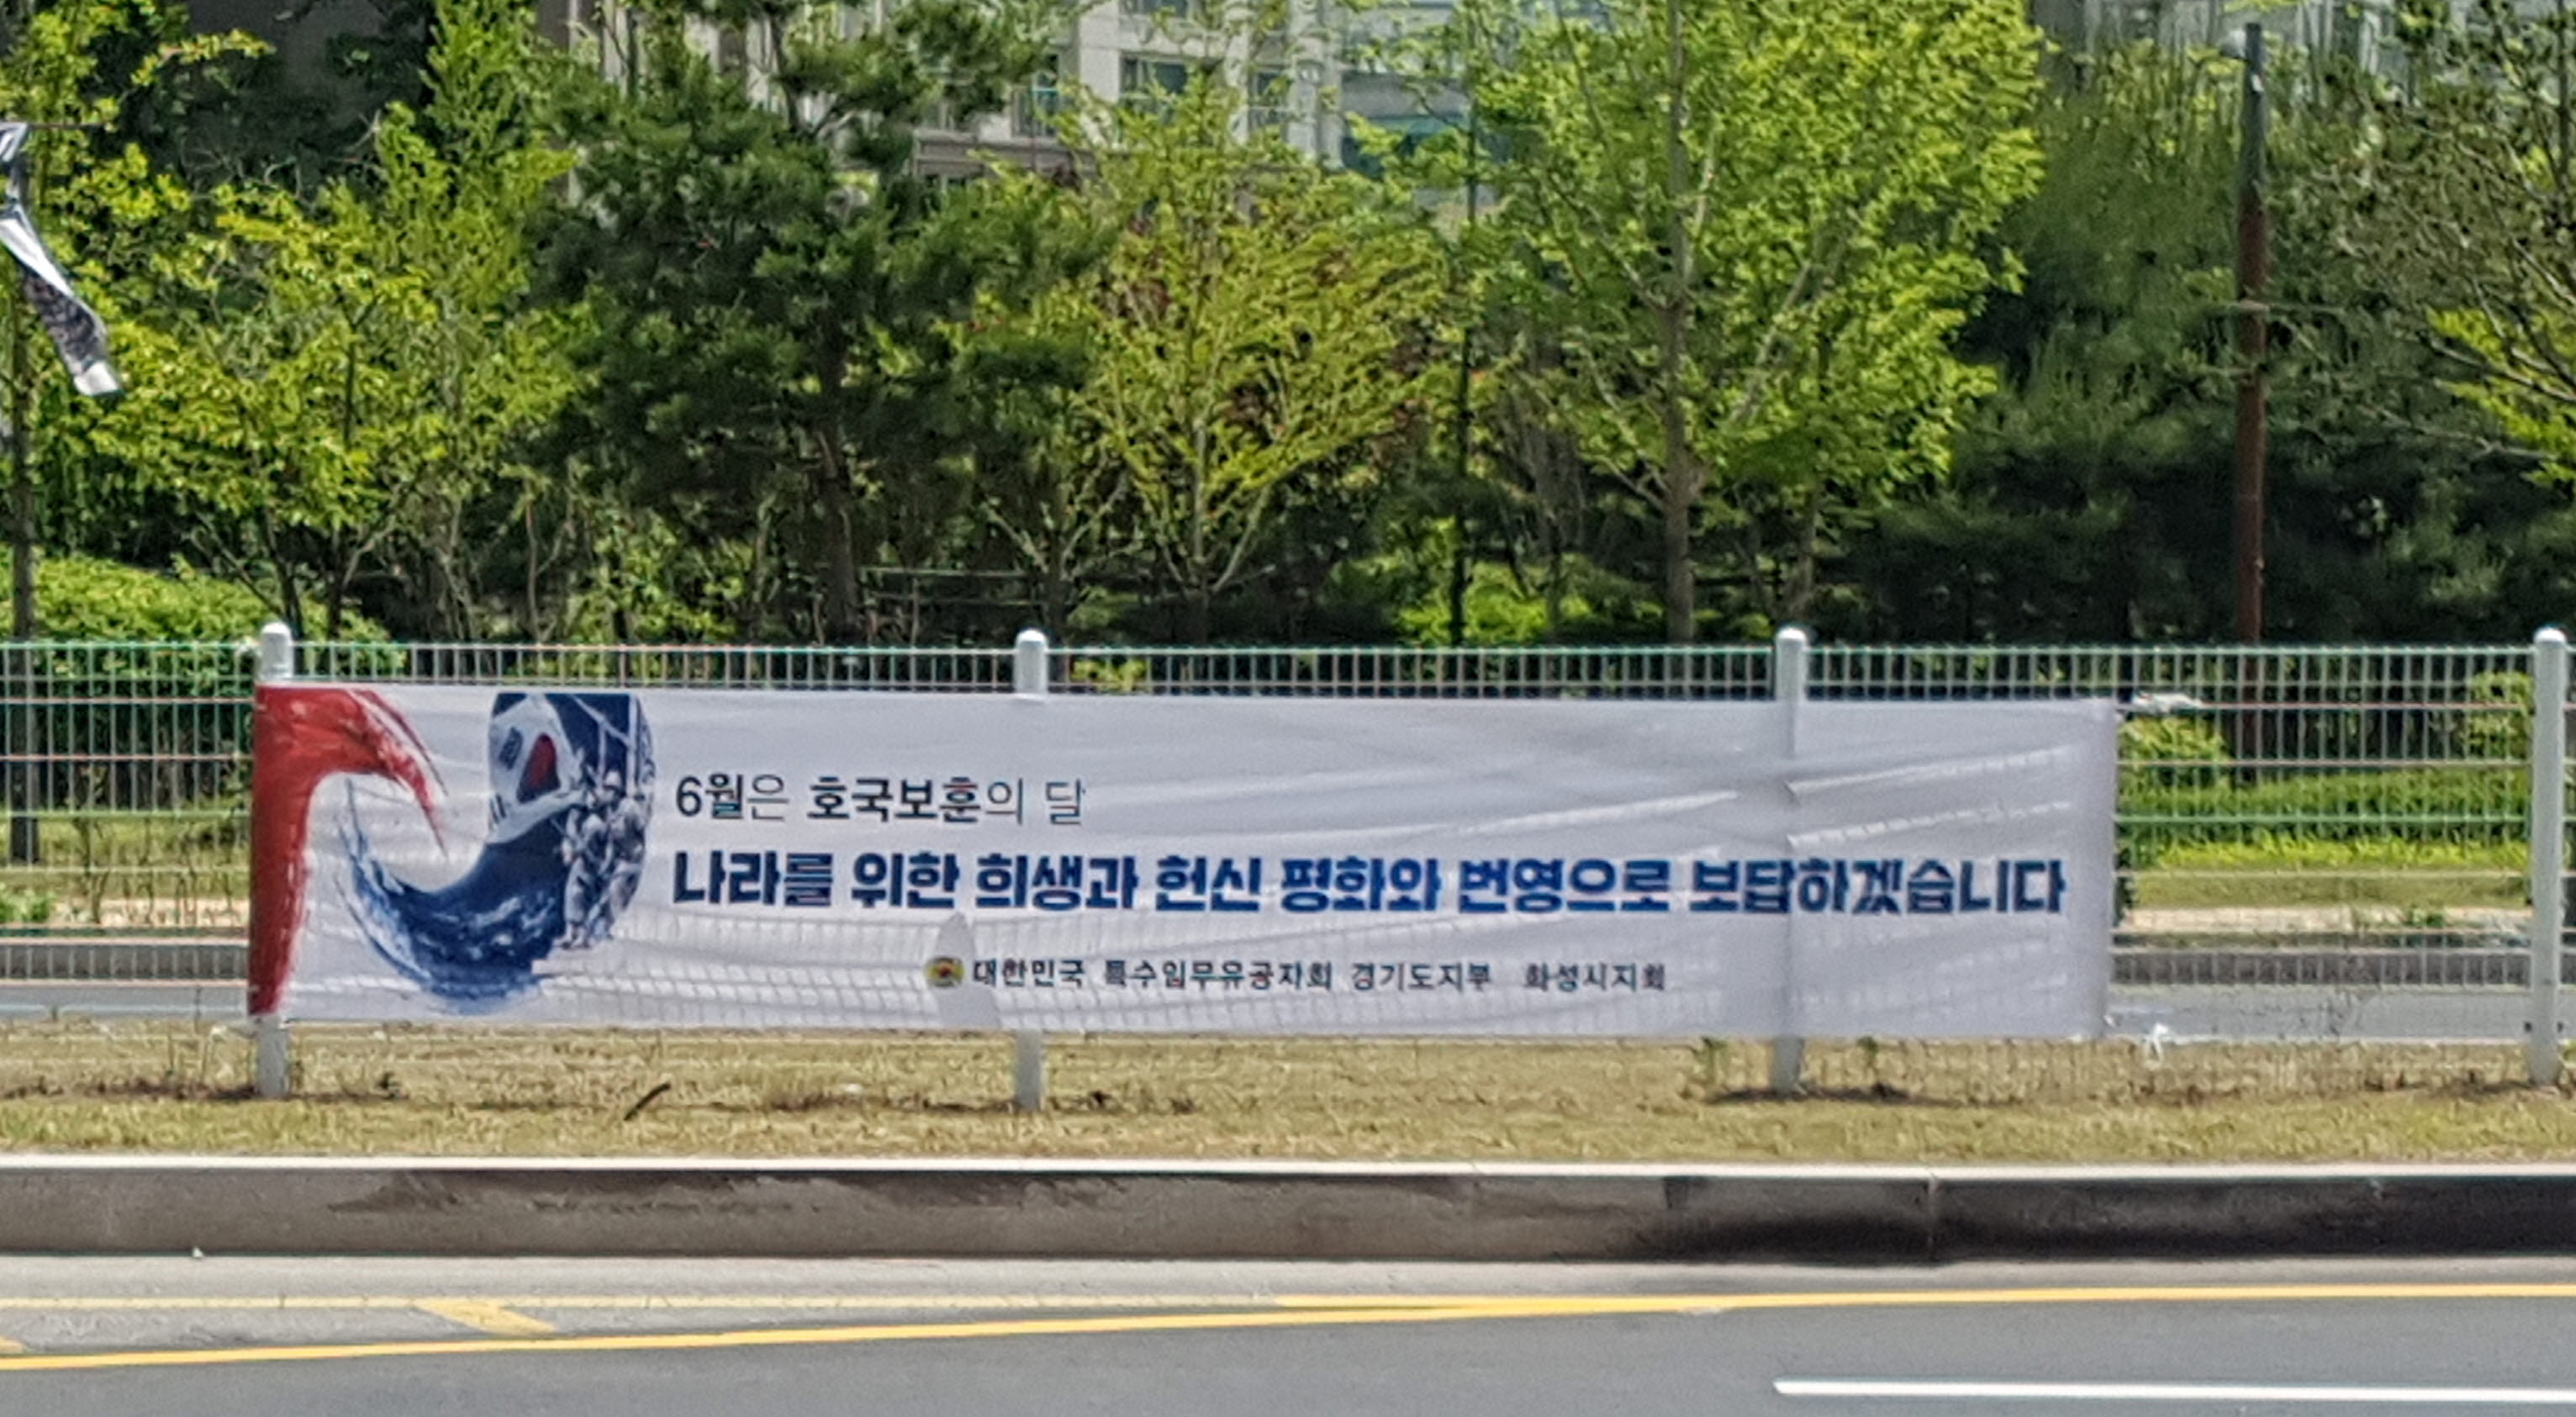 6월은 호국보훈의 달
나라를 위한 희생과 헌신 평화와 번영으로 보답하겠습니다
대한민국 특수임무유공자회 경기도지부 화성시지회